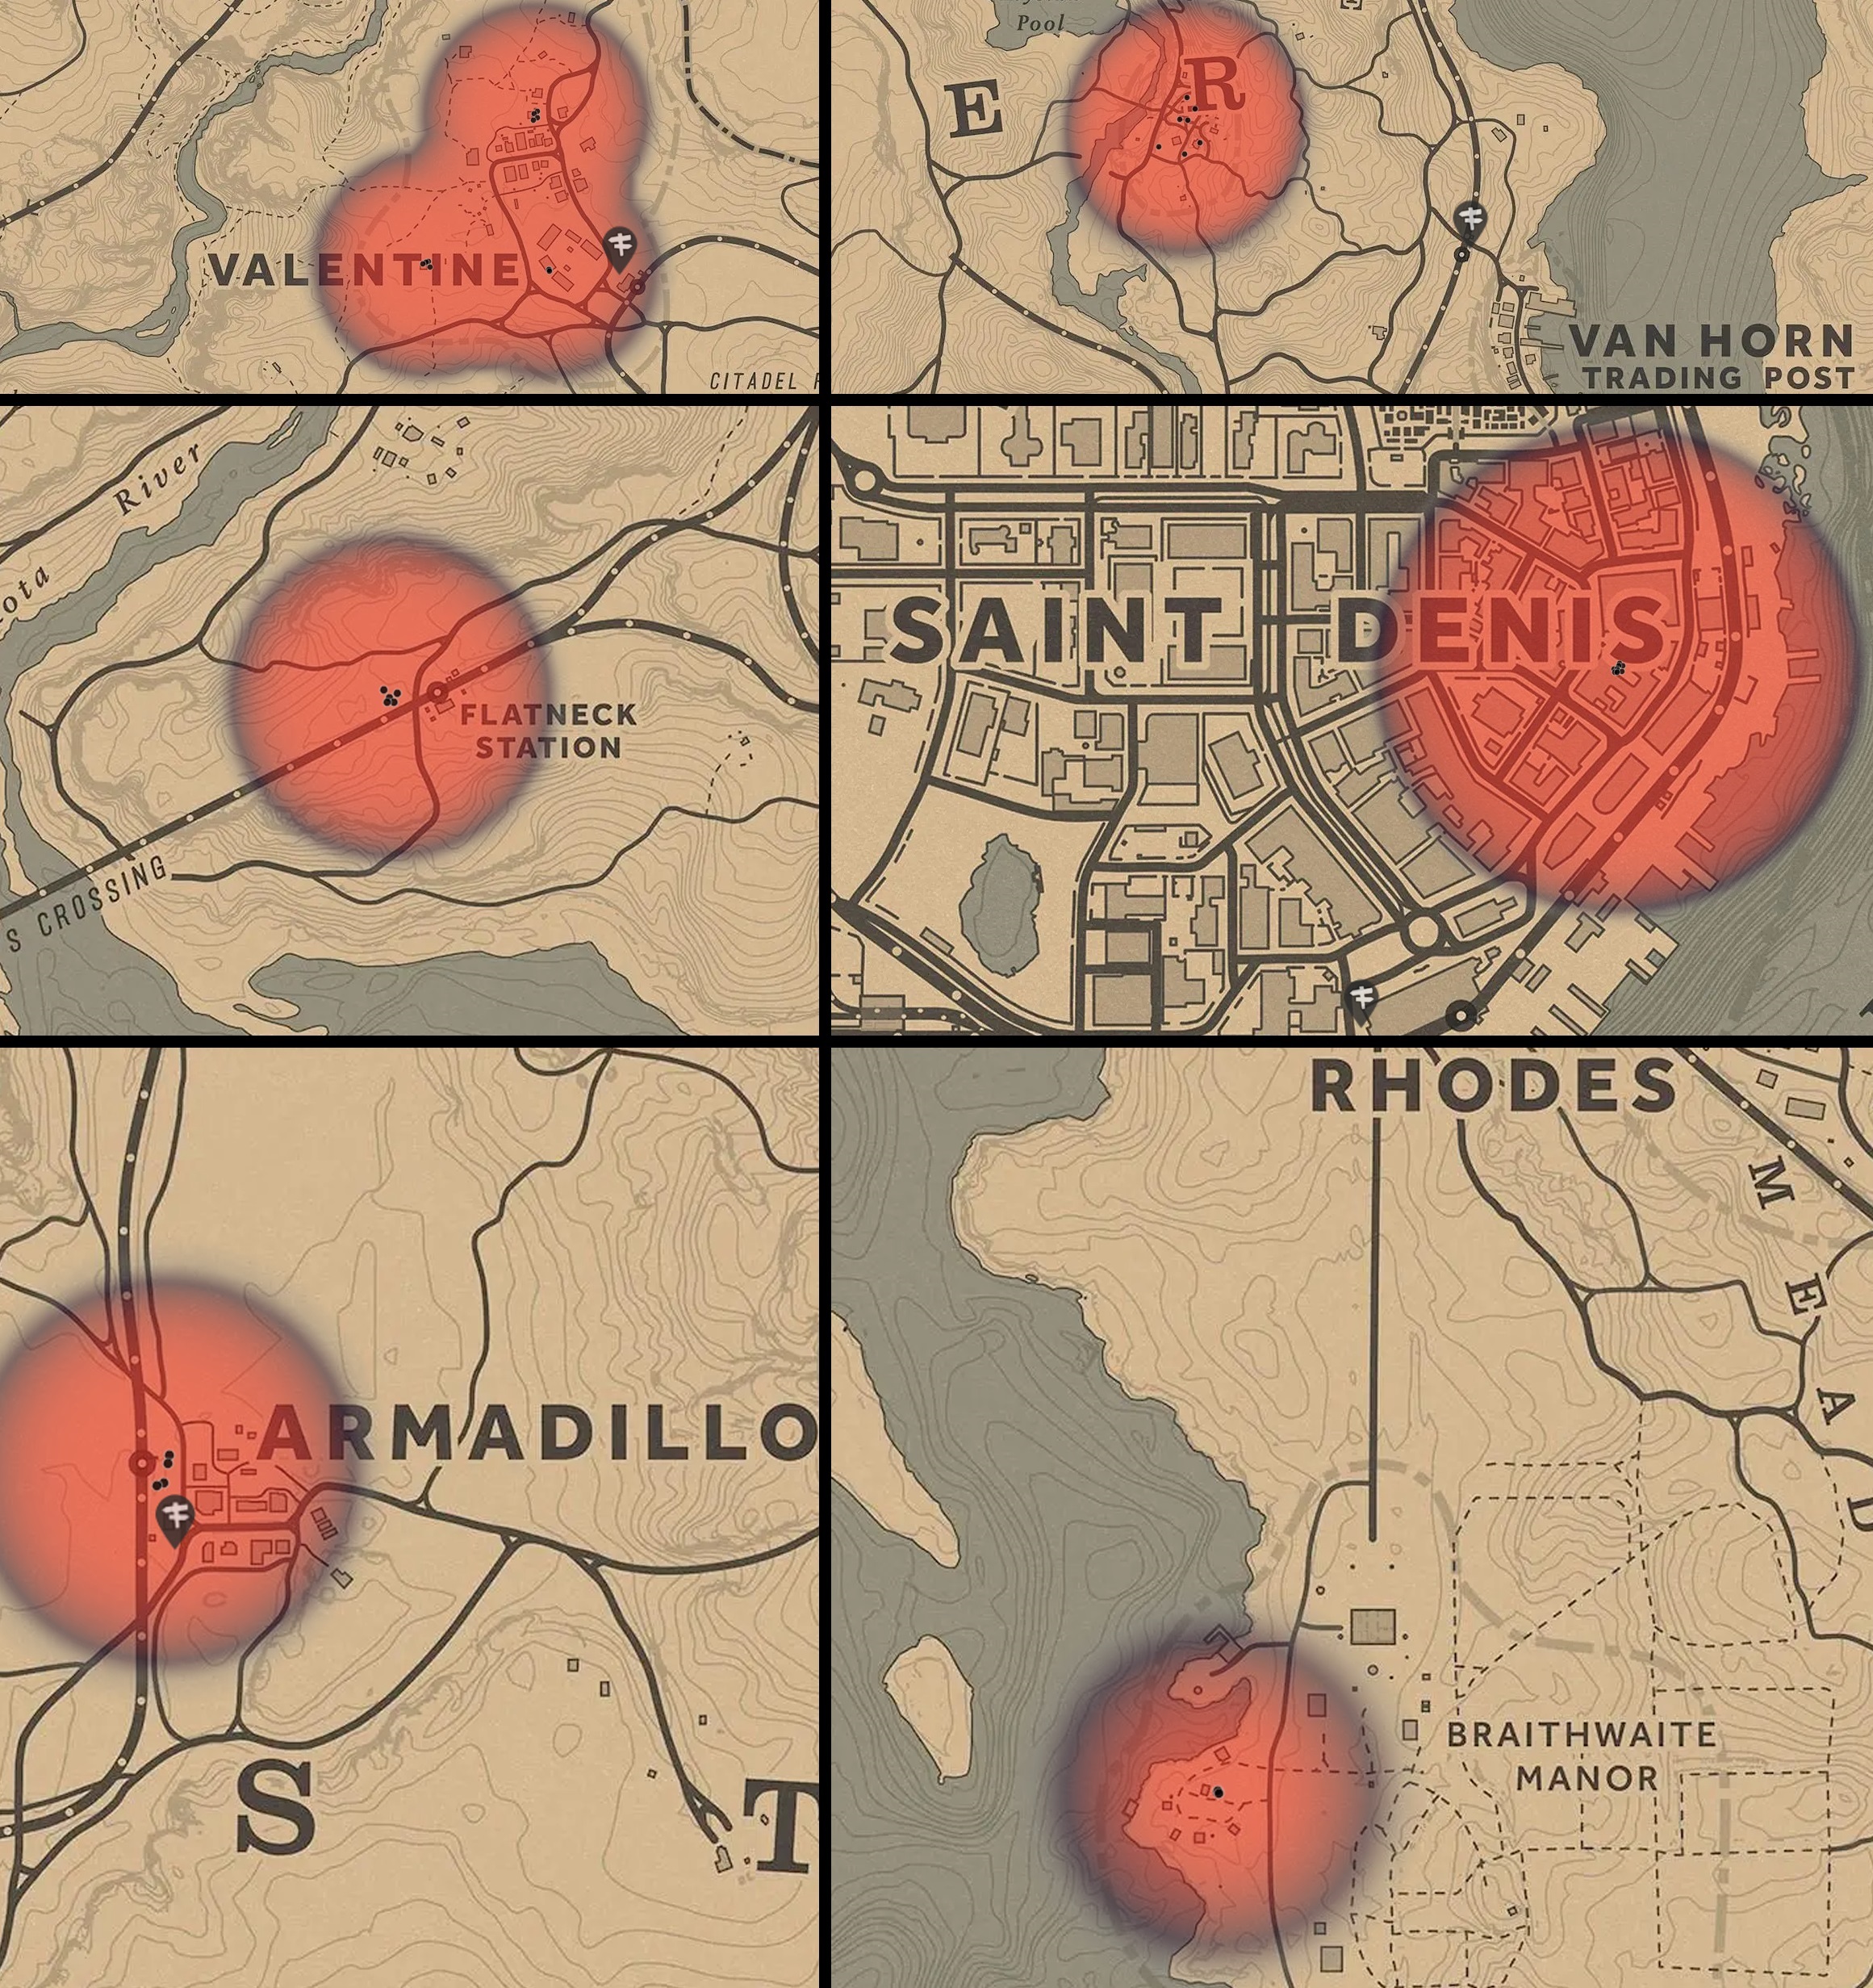 VALENTINE
CITADEL
Pool
E
R
VAN HORN
TRADING POST
River
ota
FLATNECK
STATION
S CROSSING
SAINT DENIS
ARMADILLO
S
T
RHODES
M
E
A
D
BRAITHWAITE
MANOR